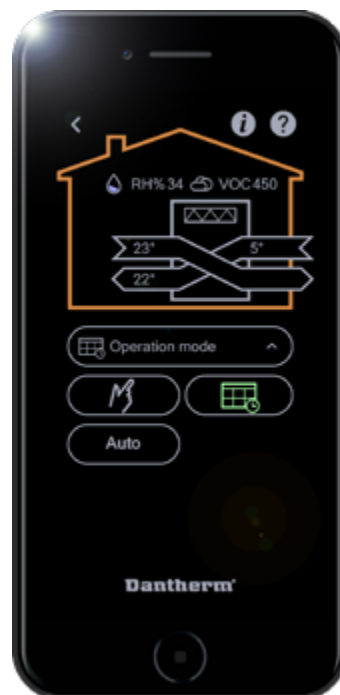 RH% 34 VOC 450
23° 5°
22°
Operation mode
Auto
Dantherm